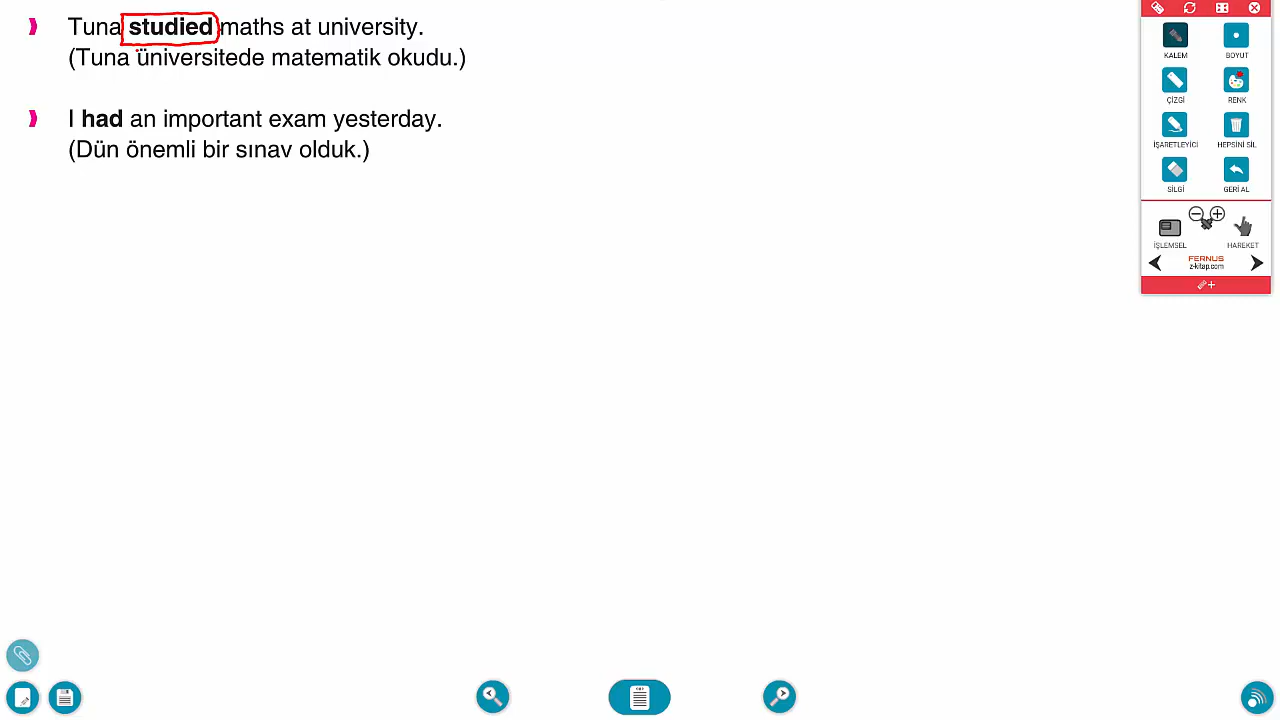 Tuna studied maths at university.
(Tuna üniversitede matematik okudu.)
I had an important exam yesterday.
(Dün önemli bir sınav olduk.)
KALEM
BOYUT
ÇİZGİ
RENK
İŞARETLEYİCİ
HEPSİNİ SİL
SİLGİ
GERİ AL
İŞLEMSEL
HAREKET
FERNUS
z-kitap.com